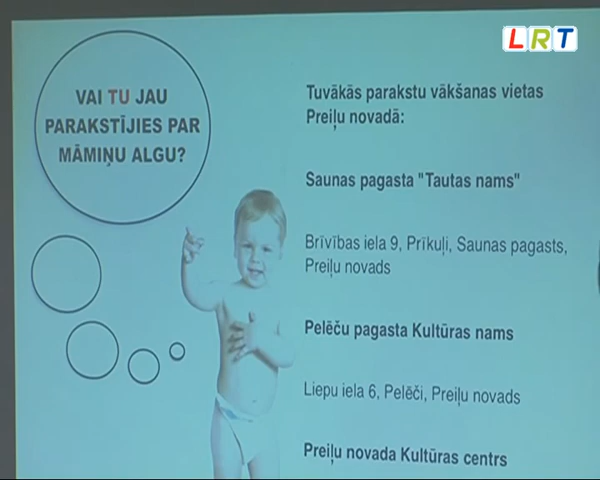 LRT
VAI TU JAU
PARAKSTĪJIES PAR
MĀMIŅU ALGU?
Tuvākās parakstu vākšanas vietas
Preiļu novadā:
Saunas pagasta "Tautas nams"
Brīvības iela 9, Prīkuļi, Saunas pagasts,
Preiļu novads
Pelēču pagasta Kultūras nams
Liepu iela 6, Pelēči, Preiļu novads
Preiļu novada Kultūras centrs